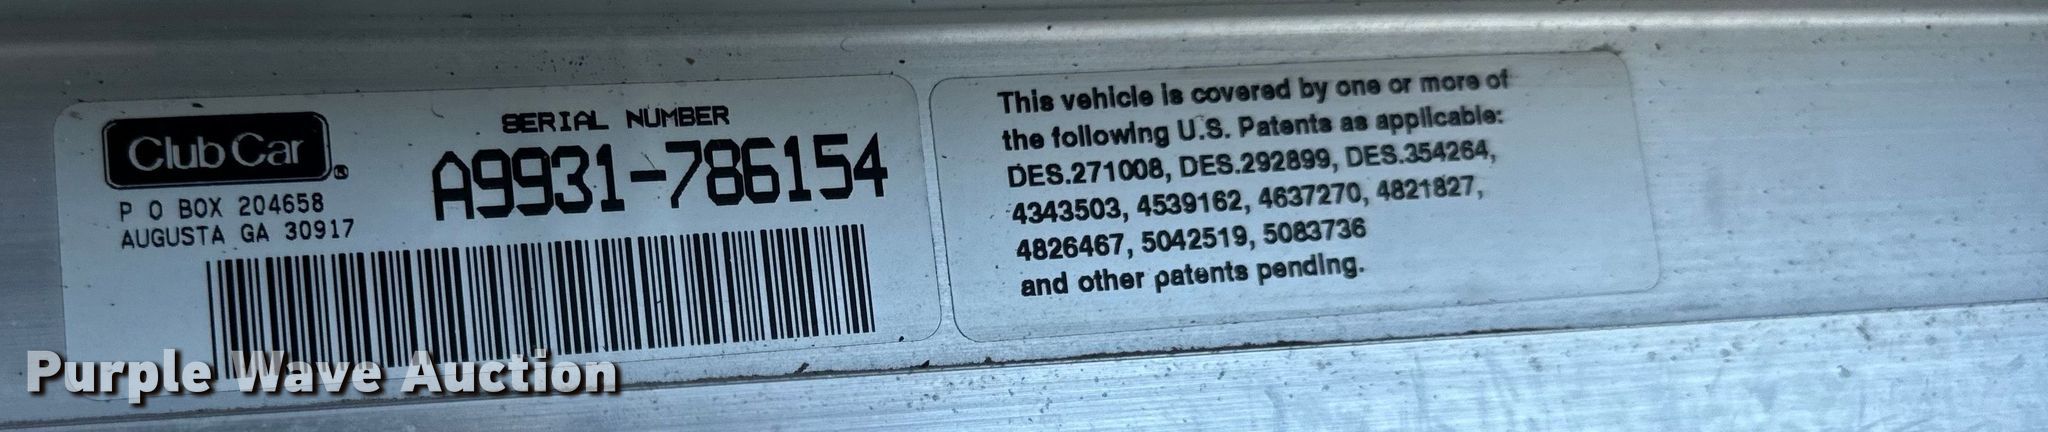 Club Car®
P O BOX 204658
AUGUSTA GA 30917
SERIAL NUMBER
A9931-786154
This vehicle is covered by one or more of
the following U.S. Patents as applicable:
DES.271008, DES.292899, DES.354264,
4343503, 4539162, 4637270, 4821827,
4826467, 5042519, 5083736
and other patents pending.
Purple Wave Auction